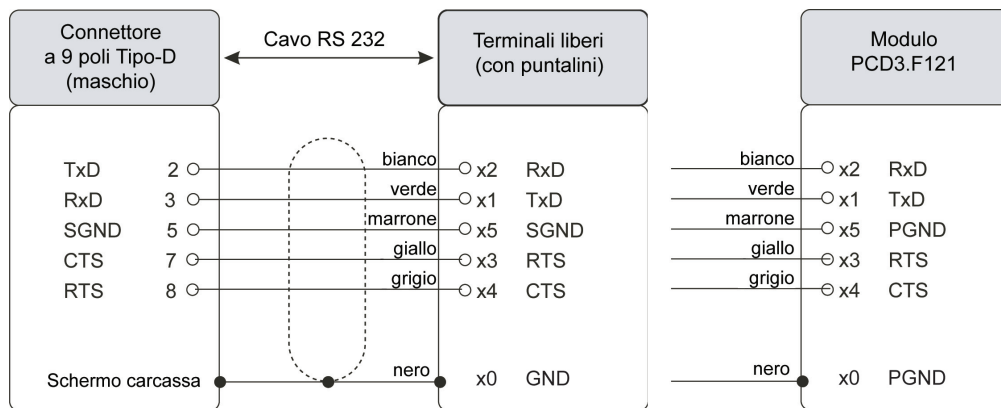 Connettore
a 9 poli Tipo-D
(maschio)
Cavo RS 232
Terminali liberi
(con puntalini)
Modulo
PCD3.F121
TxD 2 bianco x2 RxD bianco x2 RxD
RxD 3 verde x1 TxD verde x1 TxD
SGND 5 marrone x5 SGND marrone x5 PGND
CTS 7 giallo x3 RTS giallo x3 RTS
RTS 8 grigio x4 CTS grigio x4 CTS
Schermo carcassa nero x0 GND nero x0 PGND